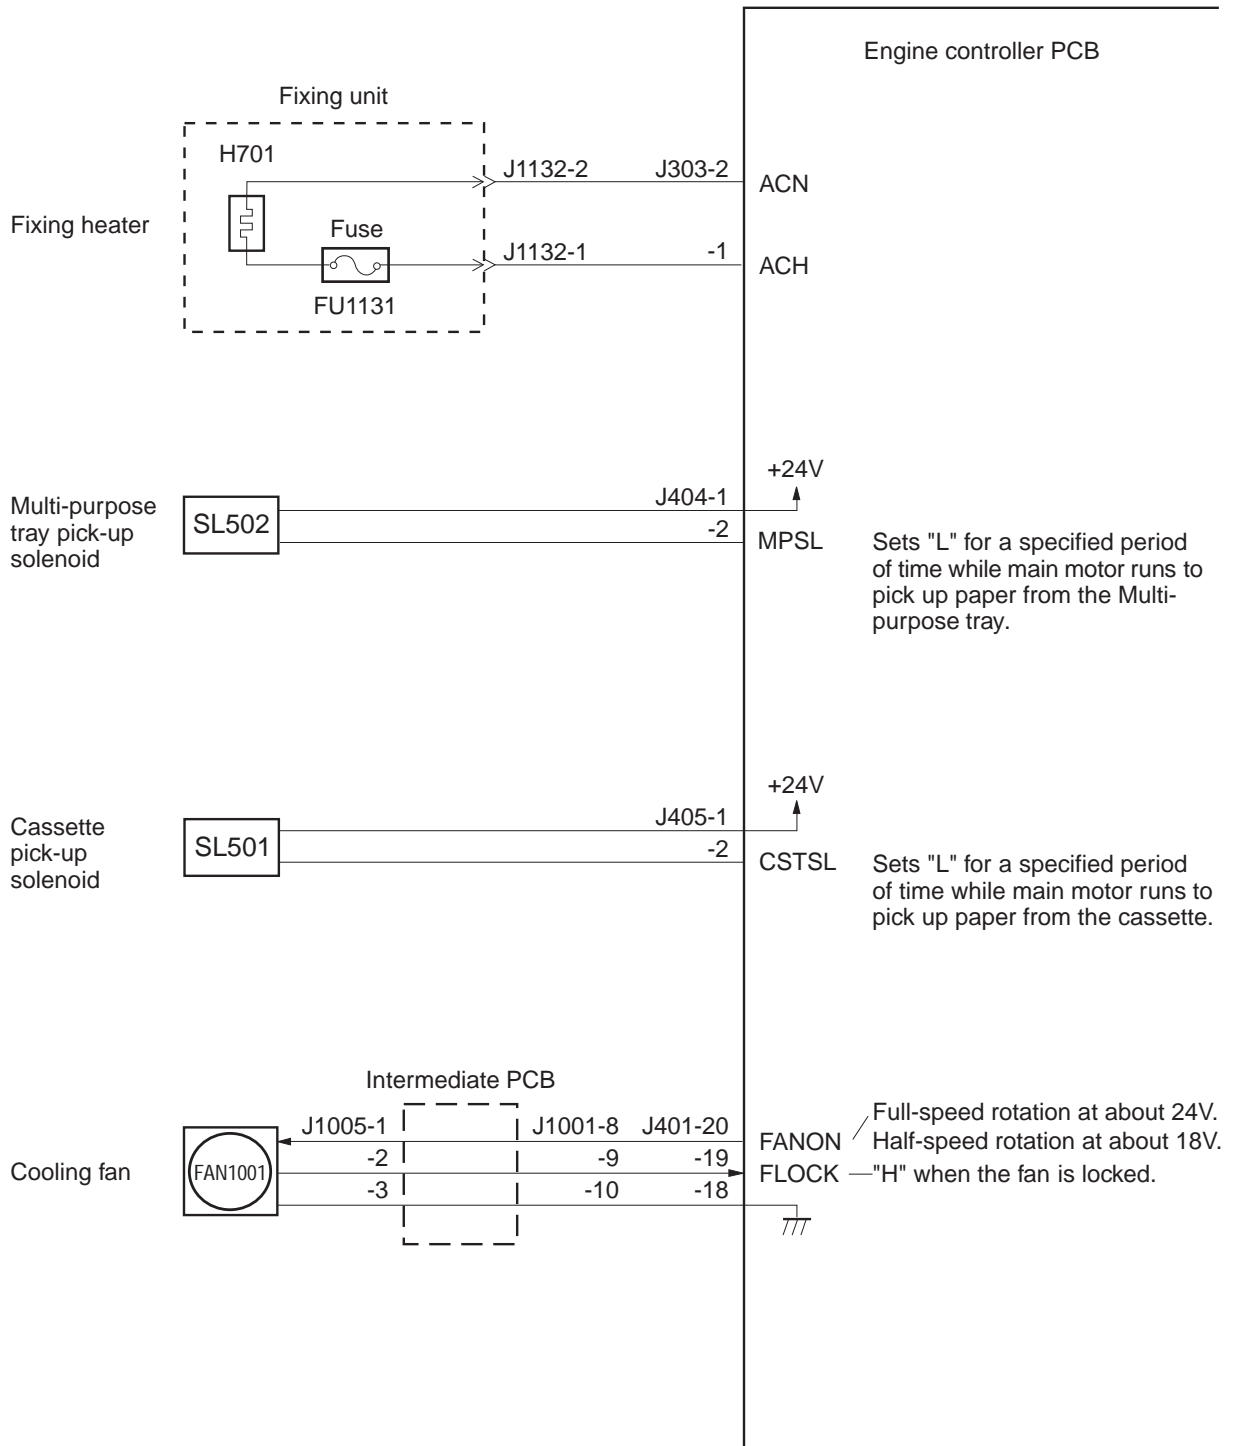 Engine controller PCB
Fixing unit
H701
J1132-2
J303-2
ACN
Fixing heater
Fuse
J1132-1
-1
ACH
FU1131
+24V
Multi-purpose
tray pick-up
solenoid
SL502
J404-1
-2
MPSL
Sets "L" for a specified period
of time while main motor runs to
pick up paper from the Multi-
purpose tray.
+24V
Cassette
pick-up
solenoid
SL501
J405-1
-2
CSTSL
Sets "L" for a specified period
of time while main motor runs to
pick up paper from the cassette.
Intermediate PCB
Cooling fan
FAN1001
J1005-1
J1001-8
J401-20
FANON
Full-speed rotation at about 24V.
Half-speed rotation at about 18V.
-2
-9
-19
FLOCK
"H" when the fan is locked.
-3
-10
-18